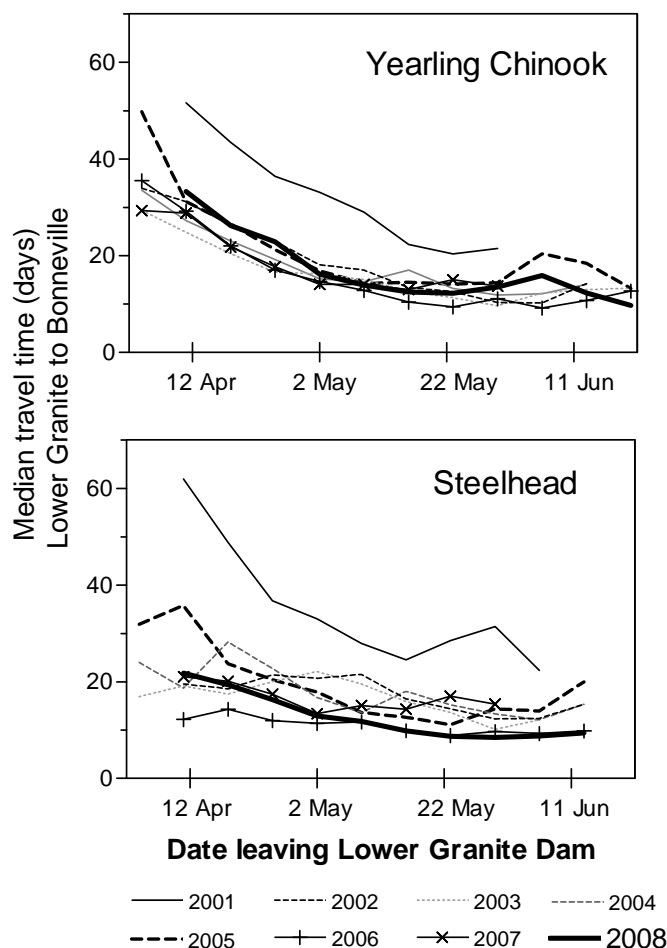 Median travel time (days)
Lower Granite to Bonneville
Yearling Chinook
60
40
20
0
12 Apr 2 May 22 May 11 Jun
Steelhead
60
40
20
0
12 Apr 2 May 22 May 11 Jun
Date leaving Lower Granite Dam
2001 2002 2003 2004
2005 2006 2007 2008